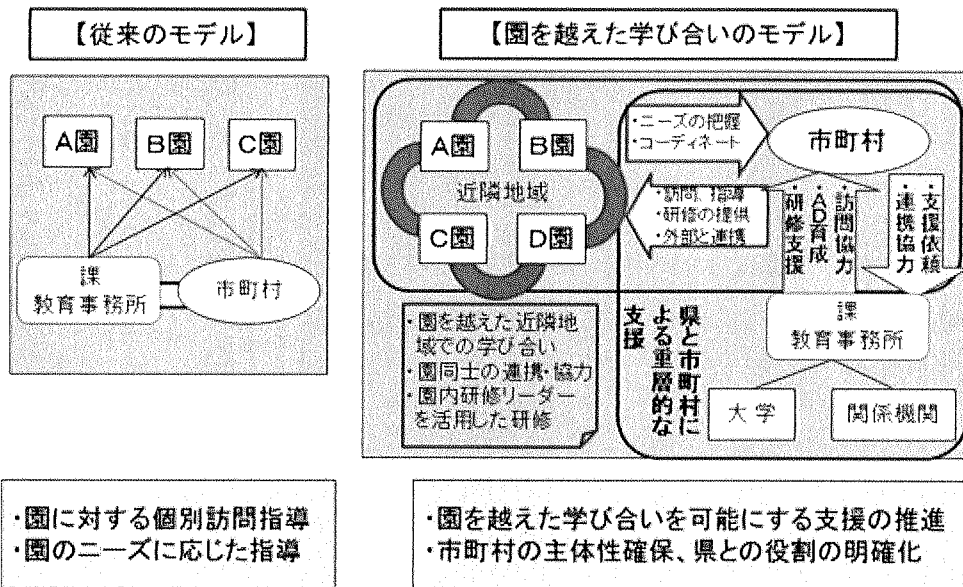 【従来のモデル】
A園
B園
C園
課
教育事務所
市町村
・園に対する個別訪問指導
・園のニーズに応じた指導
【園を越えた学び合いのモデル】
A園
B園
近隣地域
C園
D園
・ニーズの把握
・コーディネート
市町村
・訪問、指導
・研修の提供
・外部と連携
・訪問協力
・AD育成
・研修支援
・支援依頼
・連携協力
・園を越えた近隣地
域での学び合い
・園同士の連携・協力
・園内研修リーダー
を活用した研修
県と市町村に
よる重層的な
支援
課
教育事務所
大学
関係機関
・園を越えた学び合いを可能にする支援の推進
・市町村の主体性確保、県との役割の明確化